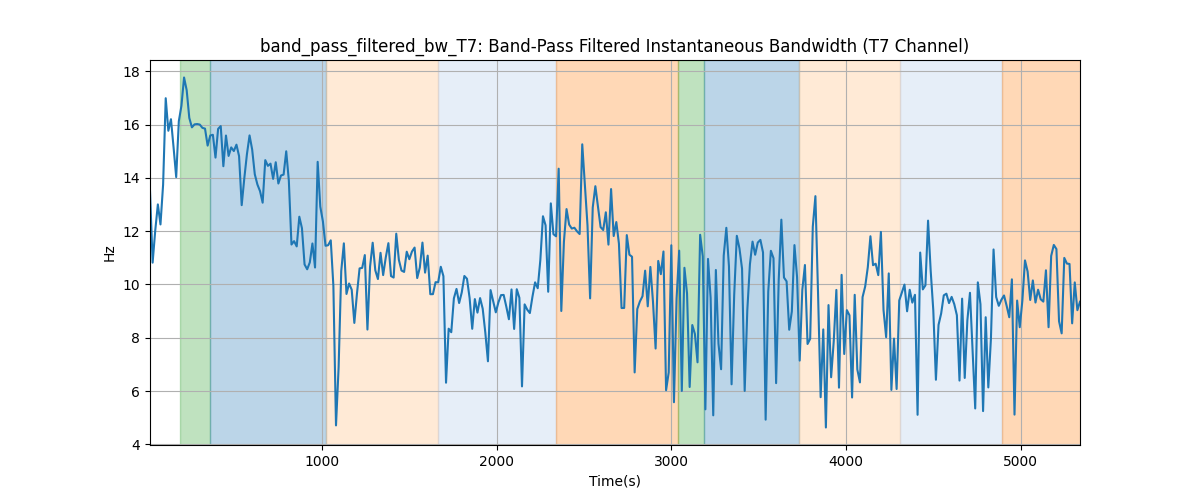 band_pass_filtered_bw_T7: Band-Pass Filtered Instantaneous Bandwidth (T7 Channel)
18
16
14
12
10
8
6
4
Hz
1000 2000 3000 4000 5000
Time(s)